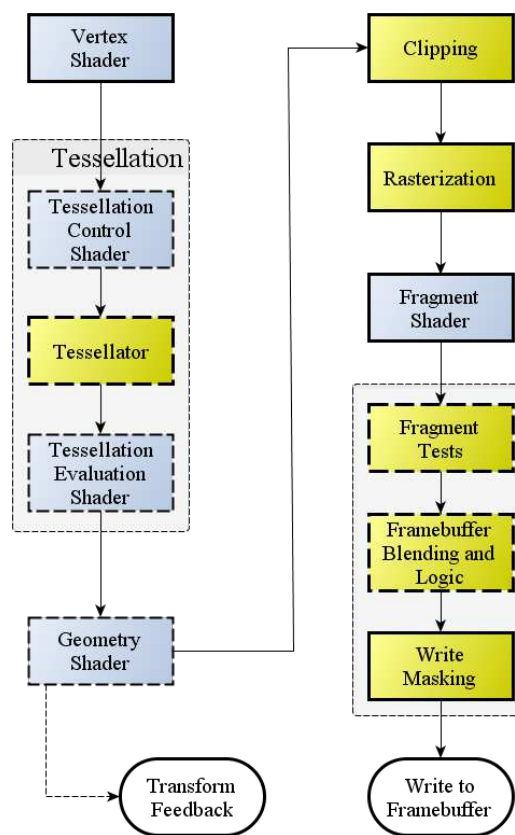 Vertex
Shader
Tessellation
Tessellation
Control
Shader
Tessellator
Tessellation
Evaluation
Shader
Geometry
Shader
Transform
Feedback
Clipping
Rasterization
Fragment
Shader
Fragment
Tests
Framebuffer
Blending and
Logic
Write
Masking
Write to
Framebuffer